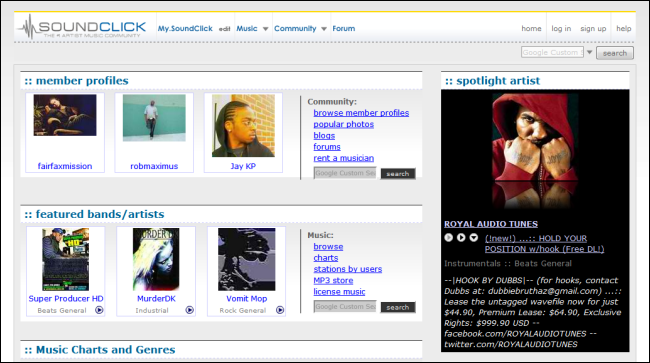 SOUNDCLICK
THE #1 ARTIST MUSIC COMMUNITY
My.SoundClick edit Music Community Forum
home log in sign up help
Google Custom S search
:: member profiles
fairfaxmission
robmaximus
Jay KP
Community:
browse member profiles
popular photos
blogs
forums
rent a musician
Google Custom Sea search
:: featured bands/artists
Super Producer HD
Beats General
MurderDK
Industrial
Vomit Mop
Rock General
Music:
browse
charts
stations by users
MP3 store
license music
Google Custom Sea search
:: Music Charts and Genres
:: spotlight artist
ROYAL AUDIO TUNES
(!new!) ...:: HOLD YOUR
POSITION w/hook (Free DL!)
Instrumentals :: Beats General
--|HOOK BY DUBBS|-- (for hooks, contact
Dubbs at: dubbiebruthaz@gmail.com) ...::
Lease the untagged wavefile now for just
$44.90, Premium Lease: $64.90, Exclusive
Rights: $999.90 USD --
facebook.com/ROYALAUDIOTUNES --
twitter.com/ROYALAUDIOTUNES